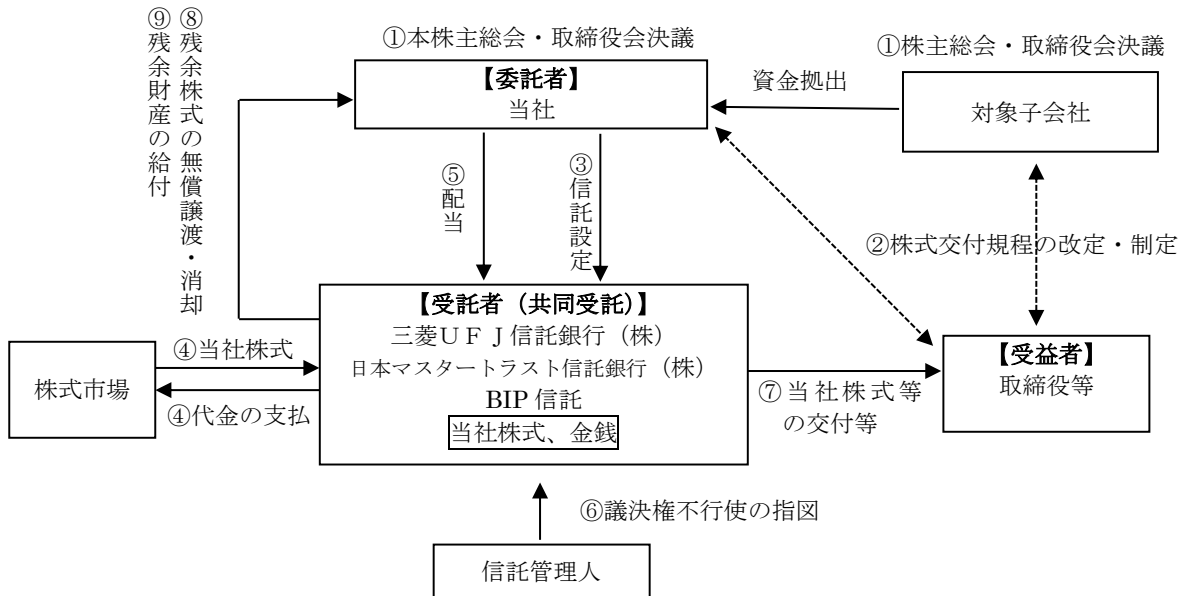 ⑨残余財産の給付
⑧残余株式の無償譲渡・消却
①本株主総会・取締役会決議
①株主総会・取締役会決議
【委託者】
当社
資金拠出
対象子会社
⑤配当
③信託設定
②株式交付規程の改定・制定
【受託者（共同受託）】
三菱ＵＦＪ信託銀行（株）
日本マスタートラスト信託銀行（株）
BIP 信託
当社株式、金銭
株式市場
④当社株式
④代金の支払
⑦当社株式等
の交付等
【受益者】
取締役等
⑥議決権不行使の指図
信託管理人